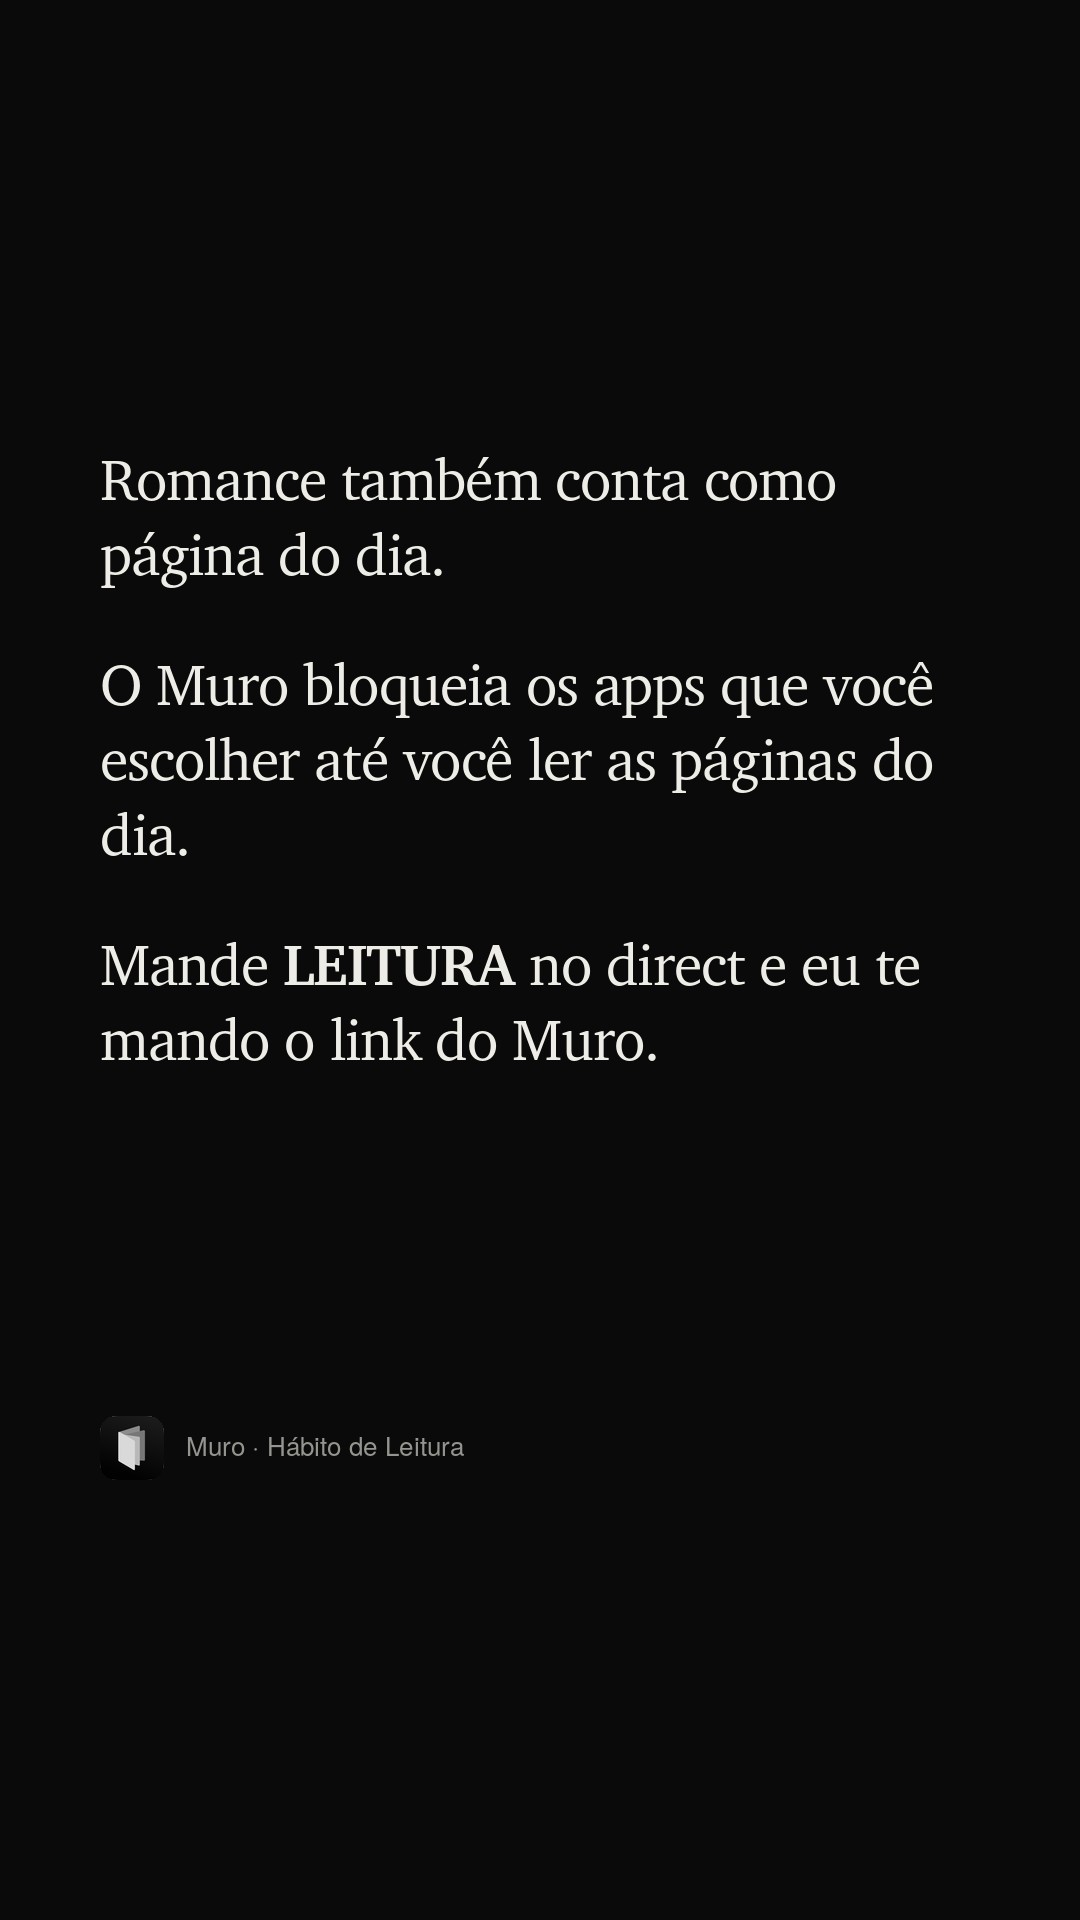 Romance também conta como
página do dia.
O Muro bloqueia os apps que você
escolher até você ler as páginas do
dia.
Mande LEITURA no direct e eu te
mando o link do Muro.
Muro · Hábito de Leitura